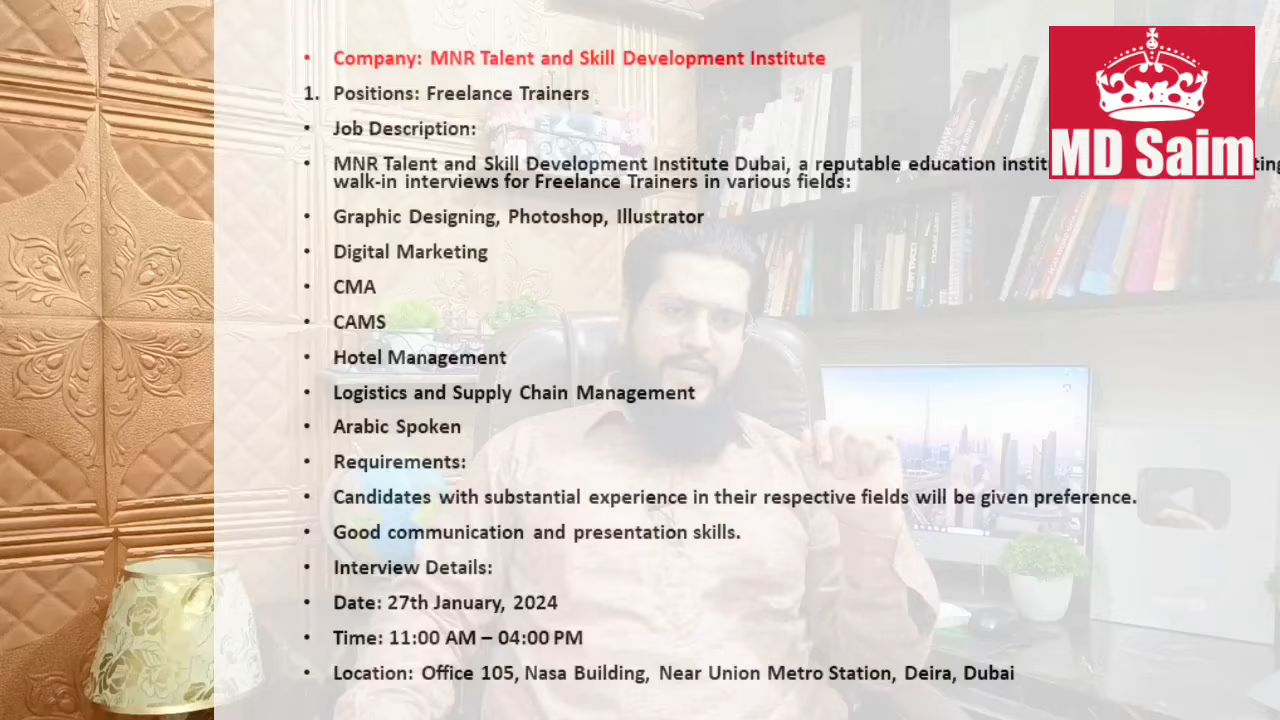 • Company: MNR Talent and Skill Development Institute
1. Positions: Freelance Trainers
• Job Description:
• MNR Talent and Skill Development Institute Dubai, a reputable education
walk-in interviews for Freelance Trainers in various fields:
• Graphic Designing, Photoshop, Illustrator
• Digital Marketing
• CMA
• CAMS
• Hotel Management
• Logistics and Supply Chain Management
• Arabic Spoken
• Requirements:
• Candidates with substantial experience in their respective fields will be given preference.
• Good communication and presentation skills.
• Interview Details:
• Date: 27th January, 2024
• Time: 11:00 AM – 04:00 PM
• Location: Office 105, Nasa Building, Near Union Metro Station, Deira, Dubai
MD Saim